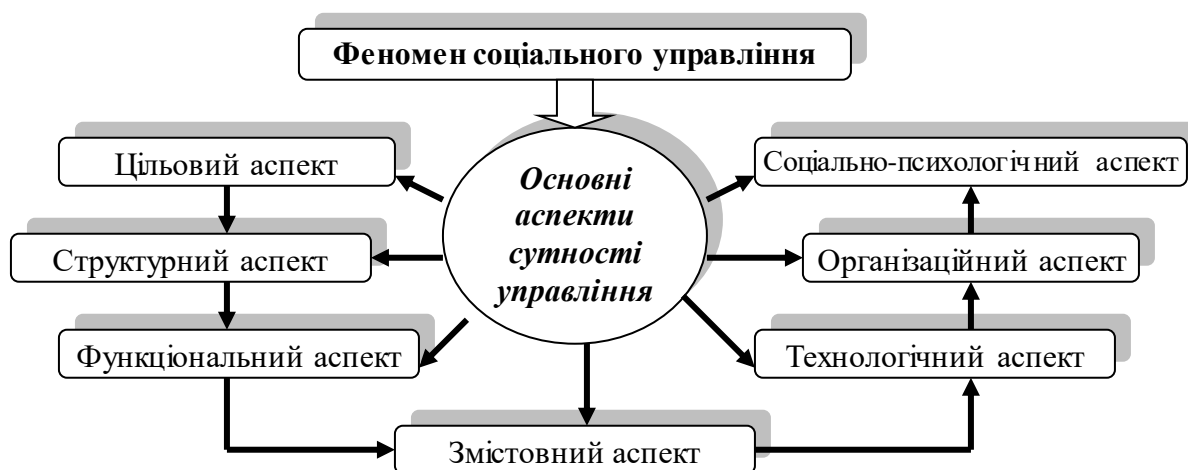 Феномен соціального управління
Цільовий аспект
Соціально-психологічний аспект
Основні
аспекти
сутності
управління
Структурний аспект
Організаційний аспект
Функціональний аспект
Технологічний аспект
Змістовний аспект